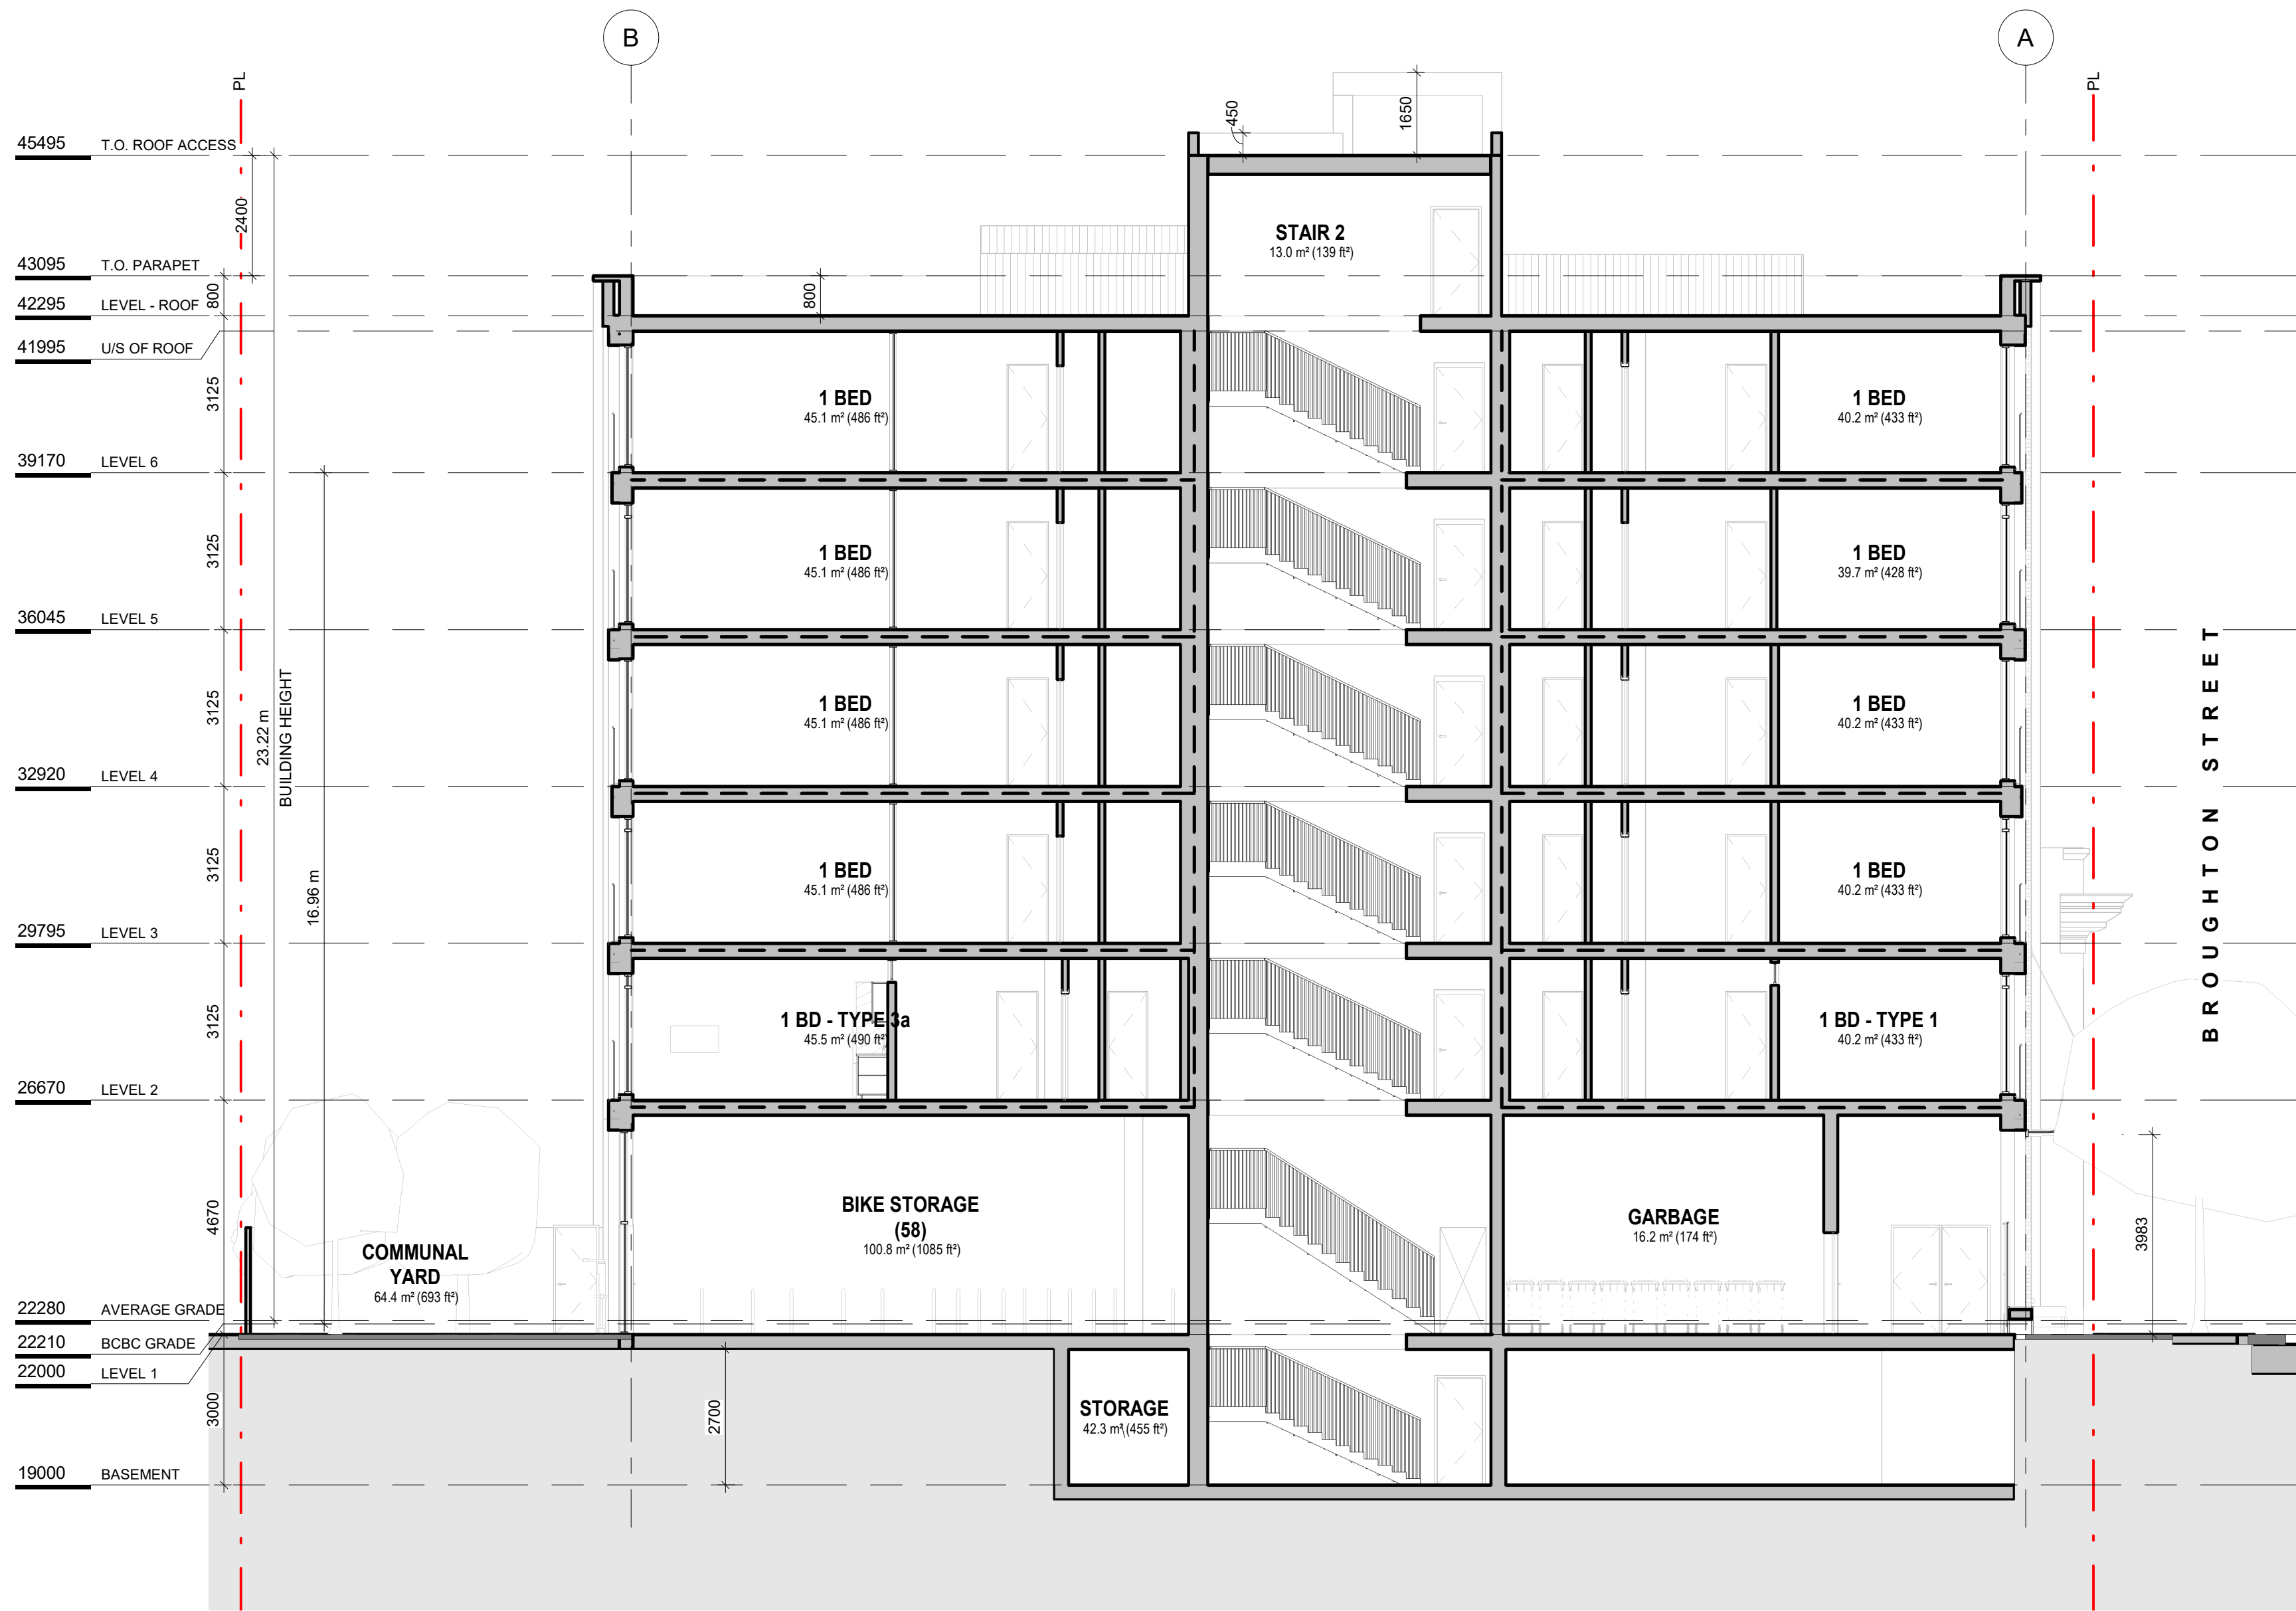 B
A
PL
PL
450
1650
45495 T.O. ROOF ACCESS
2400
STAIR 2
13.0 m² (139 ft²)
43095 T.O. PARAPET
800
800
42295 LEVEL - ROOF
41995 U/S OF ROOF
3125
1 BED
45.1 m² (486 ft²)
1 BED
40.2 m² (433 ft²)
39170 LEVEL 6
3125
1 BED
45.1 m² (486 ft²)
1 BED
39.7 m² (428 ft²)
36045 LEVEL 5
3125
23.22 m
BUILDING HEIGHT
1 BED
45.1 m² (486 ft²)
1 BED
40.2 m² (433 ft²)
BROUGHTON STREET
32920 LEVEL 4
3125
16.96 m
1 BED
45.1 m² (486 ft²)
1 BED
40.2 m² (433 ft²)
29795 LEVEL 3
3125
1 BD - TYPE 3a
45.5 m² (490 ft²)
1 BD - TYPE 1
40.2 m² (433 ft²)
26670 LEVEL 2
4670
COMMUNAL
YARD
64.4 m² (693 ft²)
BIKE STORAGE
(58)
100.8 m² (1085 ft²)
GARBAGE
16.2 m² (174 ft²)
3983
22280 AVERAGE GRADE
22210 BCBC GRADE
22000 LEVEL 1
3000
2700
STORAGE
42.3 m² (455 ft²)
19000 BASEMENT